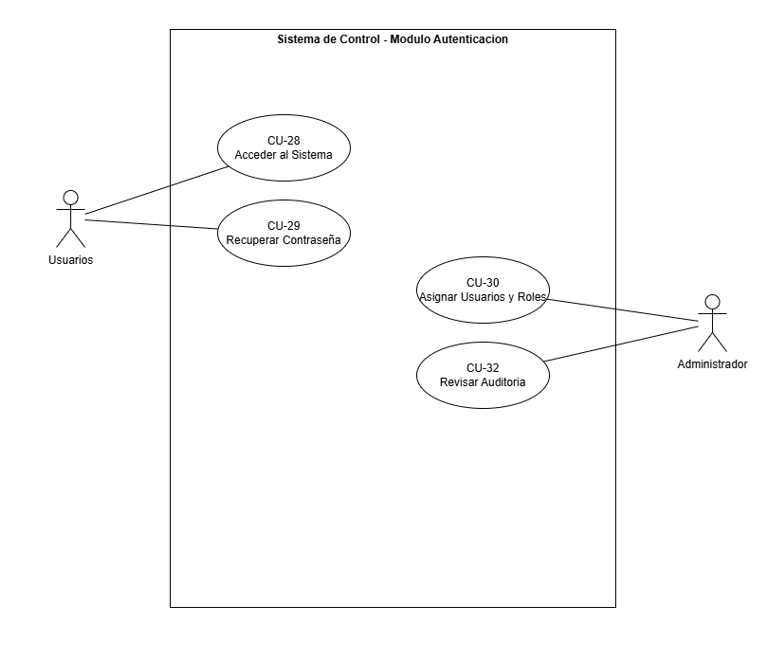 Sistema de Control - Modulo Autenticacion
CU-28
Acceder al Sistema
CU-29
Recuperar Contraseña
Usuarios
CU-30
Asignar Usuarios y Roles
CU-32
Revisar Auditoria
Administrador